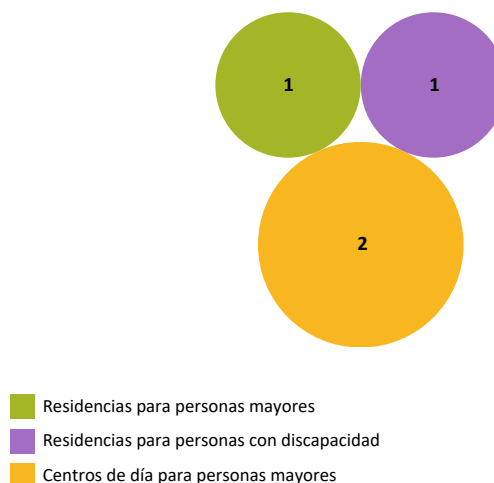 1
1
2
Residencias para personas mayores
Residencias para personas con discapacidad
Centros de día para personas mayores